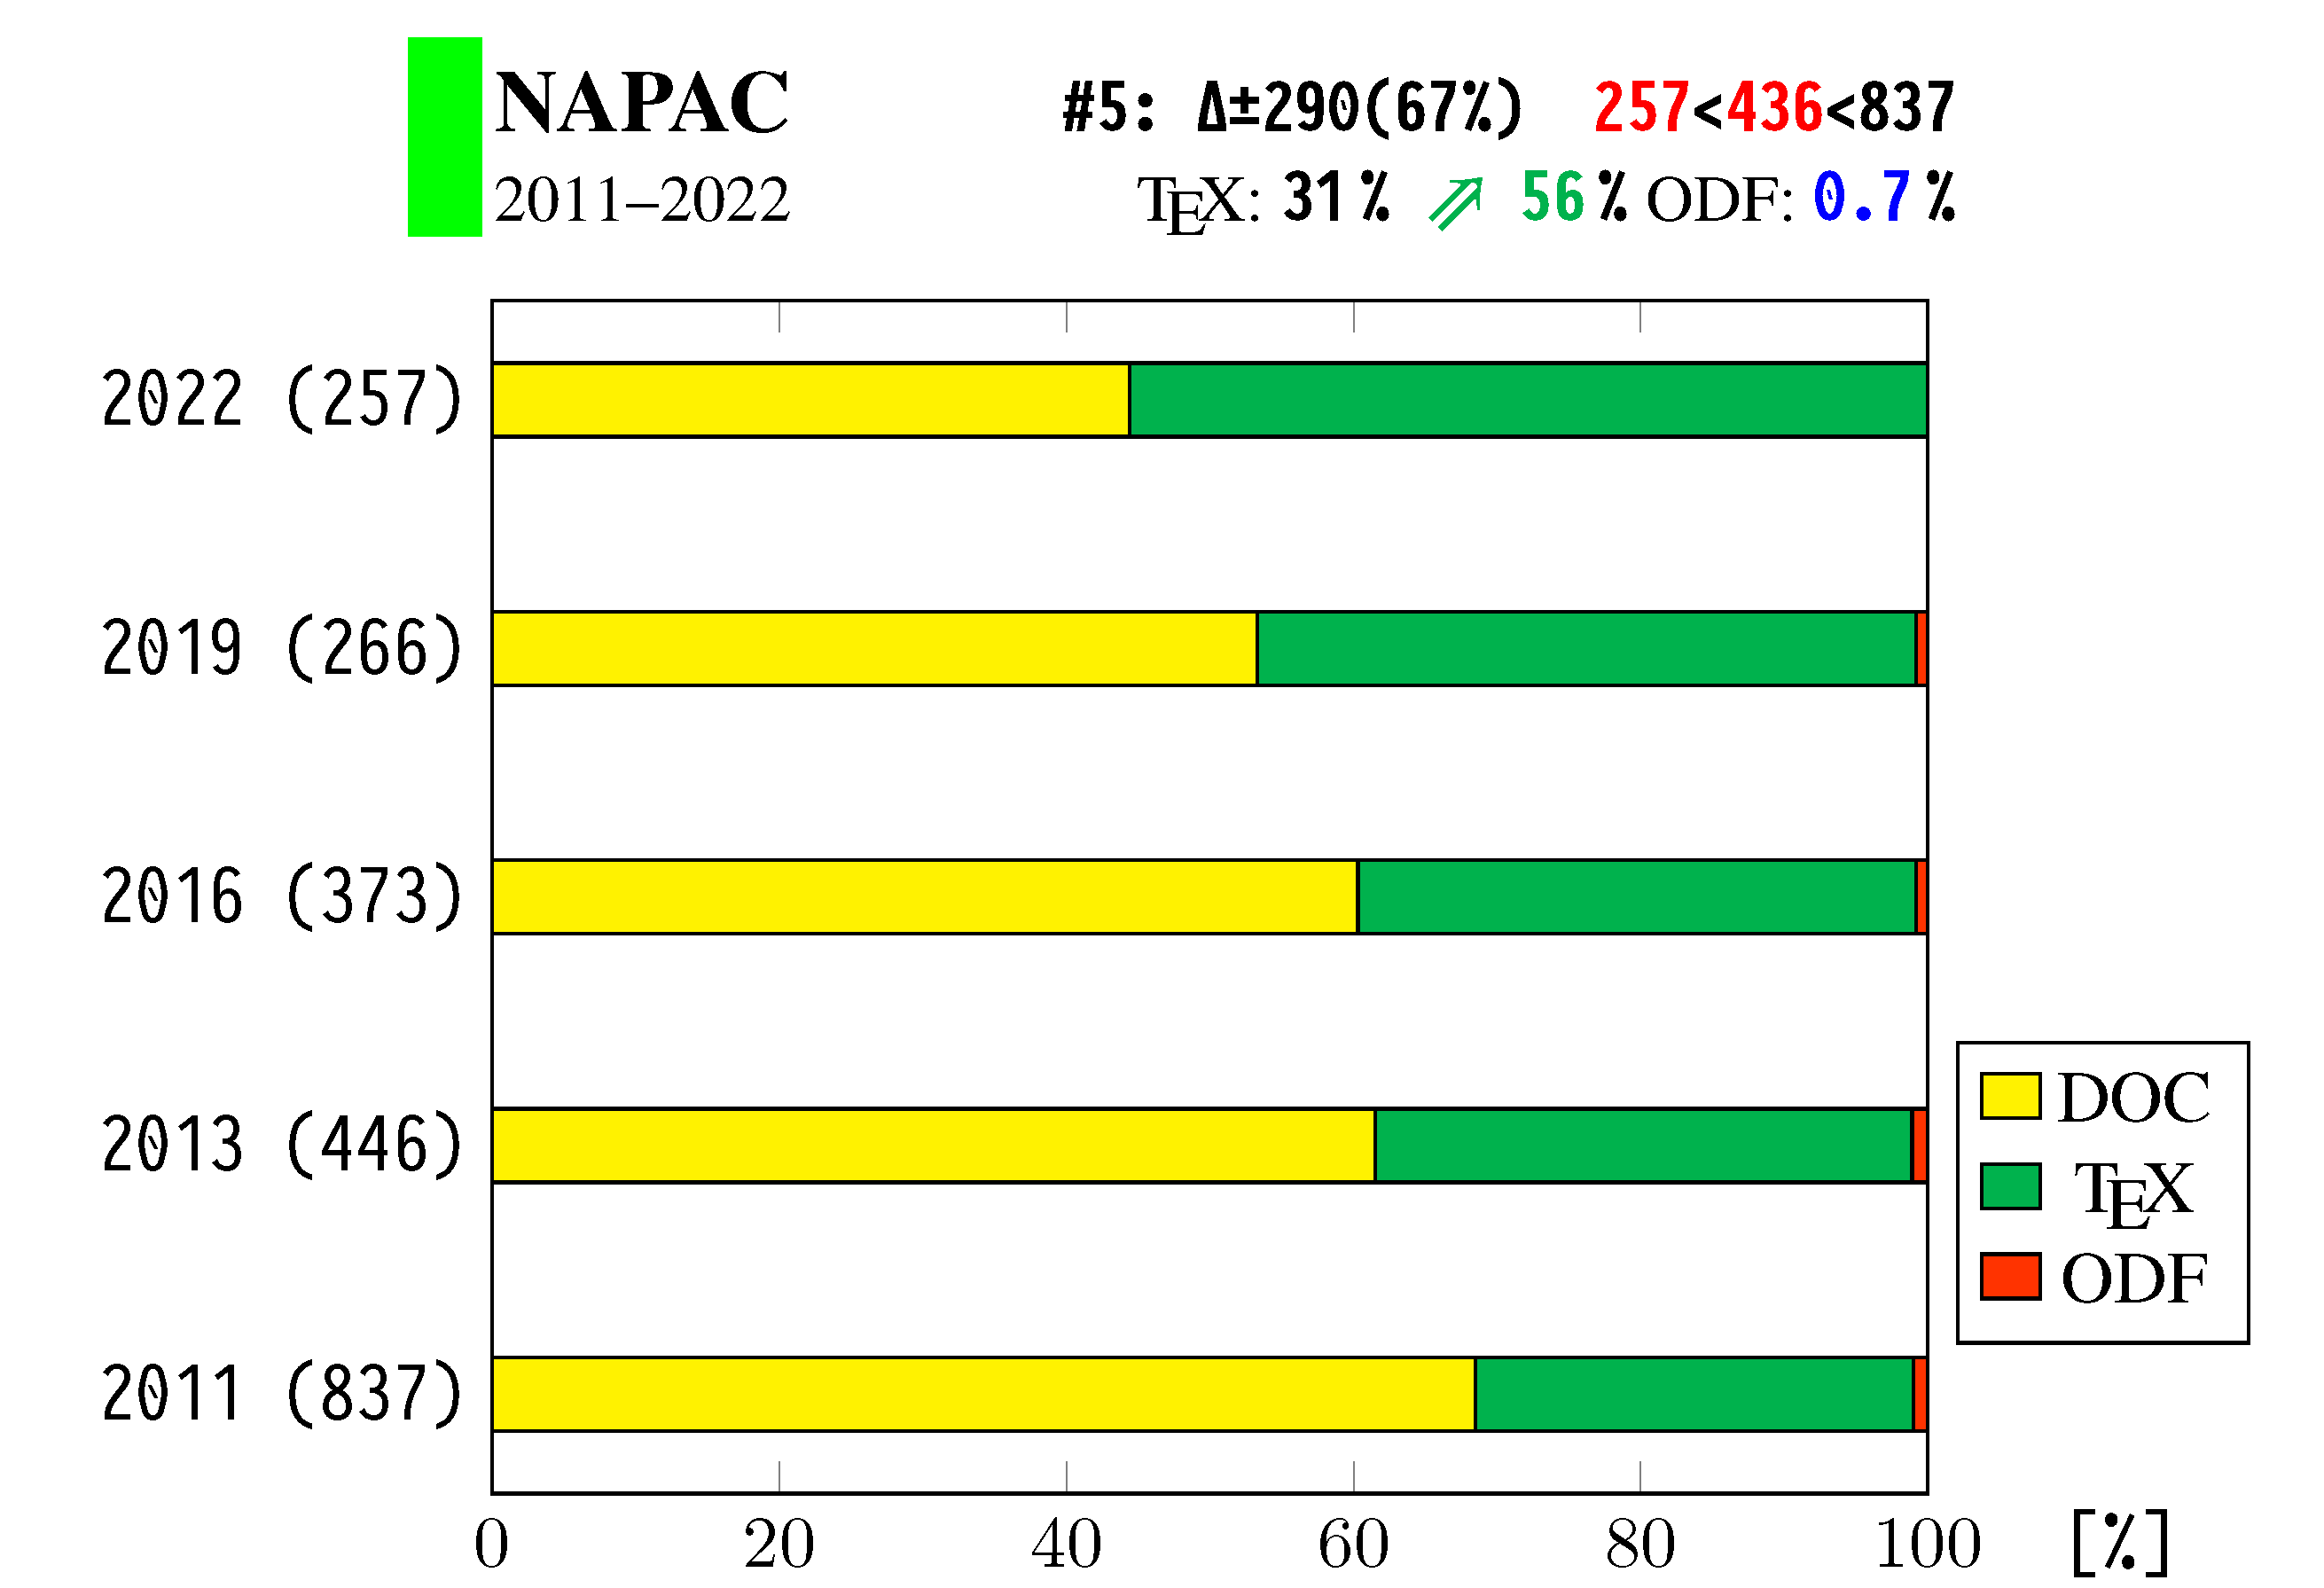 NAPAC
2011–2022
#5: Δ±290(67%) 257<436<837
TEX: 31% ⇗ 56% ODF: 0.7%
2022 (257)
2019 (266)
2016 (373)
2013 (446)
2011 (837)
DOC
TEX
ODF
0 20 40 60 80 100 [%]